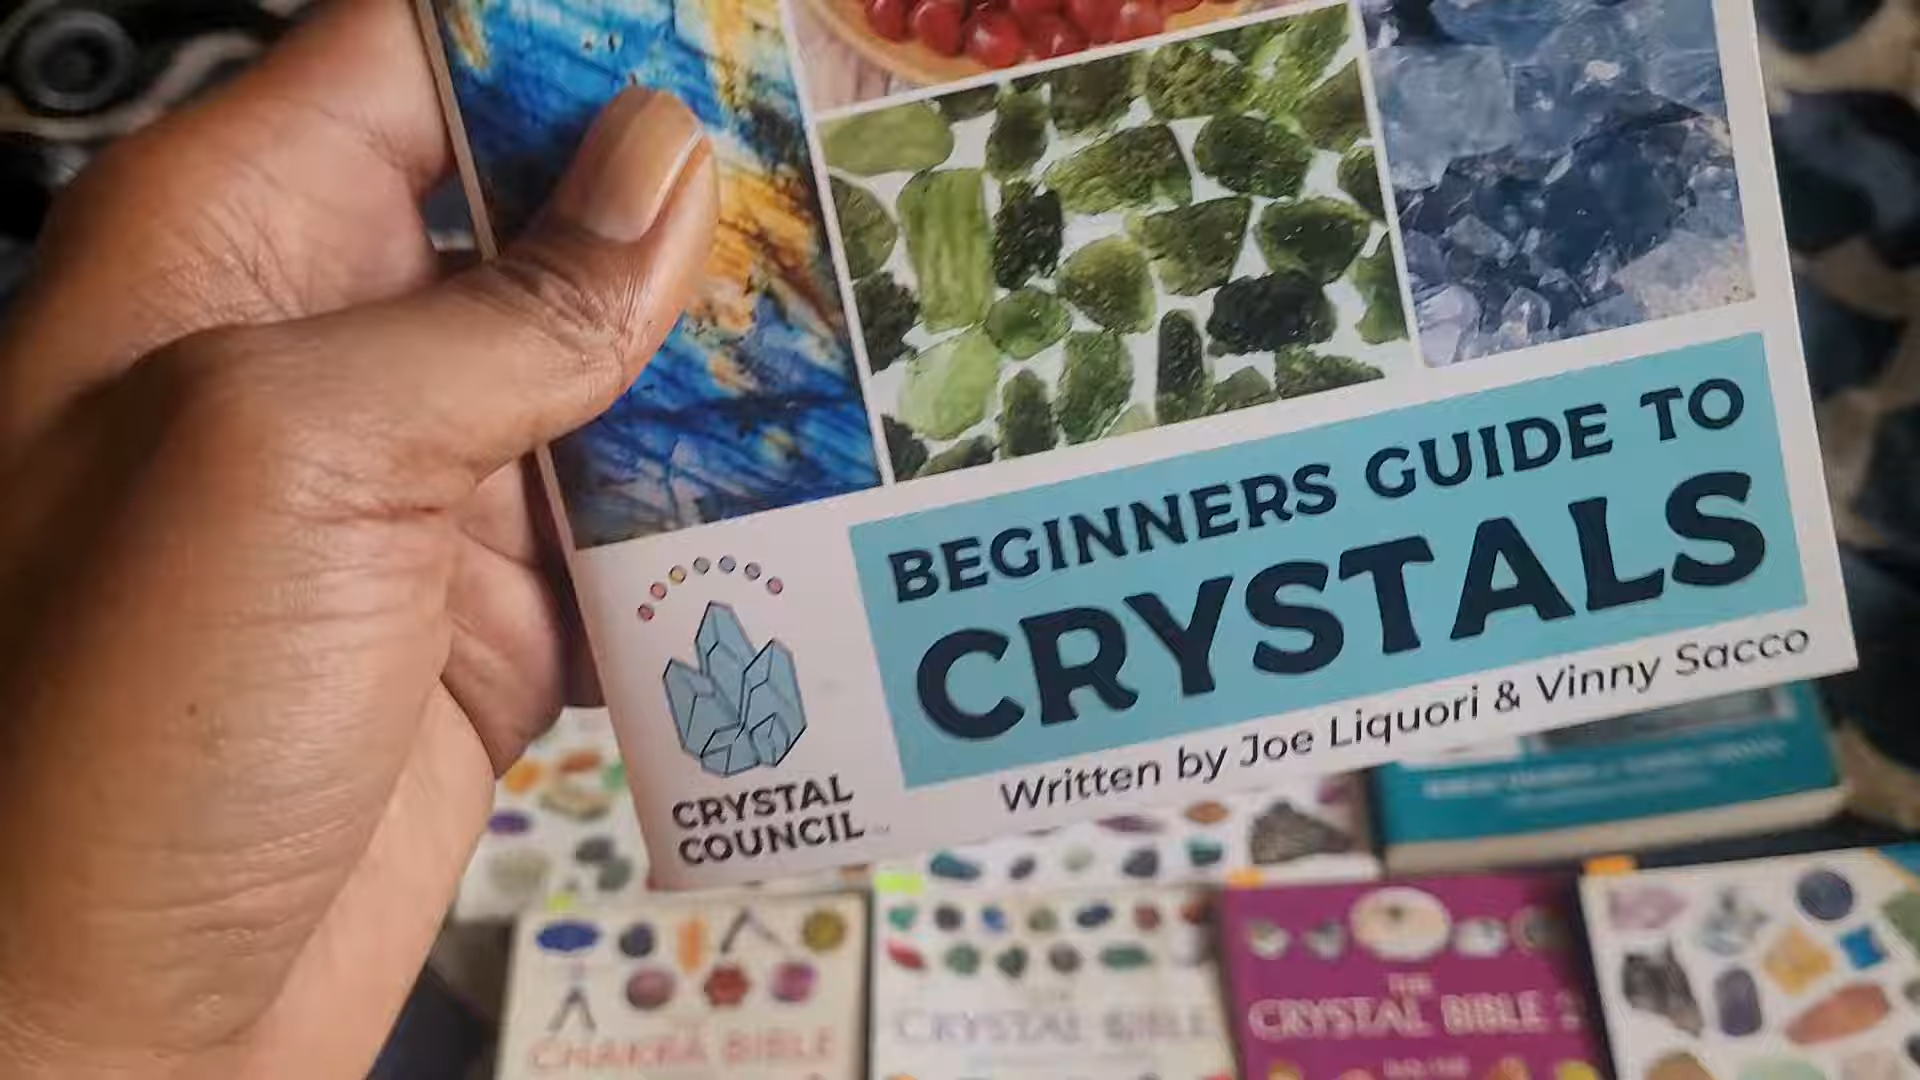 BEGINNERS GUIDE TO
CRYSTALS
Written by Joe Liquori & Vinny Sacco
CRYSTAL
COUNCIL
CHAKRA BIBLE
CRYSTAL BIBLE
THE
CRYSTAL BIBLE 2